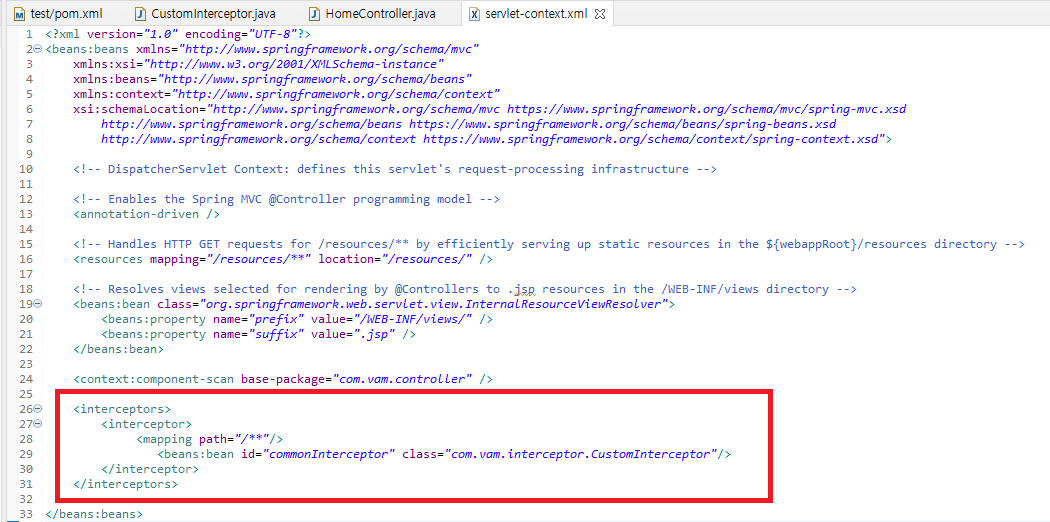 test/pom.xml CustomInterceptor.java HomeController.java servlet-context.xml
1 <?xml version="1.0" encoding="UTF-8"?>
2 <beans:beans xmlns="http://www.springframework.org/schema/mvc"
3 xmlns:xsi="http://www.w3.org/2001/XMLSchema-instance"
4 xmlns:beans="http://www.springframework.org/schema/beans"
5 xmlns:context="http://www.springframework.org/schema/context"
6 xsi:schemaLocation="http://www.springframework.org/schema/mvc https://www.springframework.org/schema/mvc/spring-mvc.xsd
7 http://www.springframework.org/schema/beans https://www.springframework.org/schema/beans/spring-beans.xsd
8 http://www.springframework.org/schema/context https://www.springframework.org/schema/context/spring-context.xsd">
9
10 <!-- DispatcherServlet Context: defines this servlet's request-processing infrastructure -->
11
12 <!-- Enables the Spring MVC @Controller programming model -->
13 <annotation-driven />
14
15 <!-- Handles HTTP GET requests for /resources/** by efficiently serving up static resources in the ${webappRoot}/resources directory -->
16 <resources mapping="/resources/**" location="/resources/" />
17
18 <!-- Resolves views selected for rendering by @Controllers to .jsp resources in the /WEB-INF/views directory -->
19 <beans:bean class="org.springframework.web.servlet.view.InternalResourceViewResolver">
20 <beans:property name="prefix" value="/WEB-INF/views/" />
21 <beans:property name="suffix" value=".jsp" />
22 </beans:bean>
23
24 <context:component-scan base-package="com.vam.controller" />
25
26 <interceptors>
27 <interceptor>
28 <mapping path="/**"/>
29 <beans:bean id="commonInterceptor" class="com.vam.interceptor.CustomInterceptor"/>
30 </interceptor>
31 </interceptors>
32
33 </beans:beans>